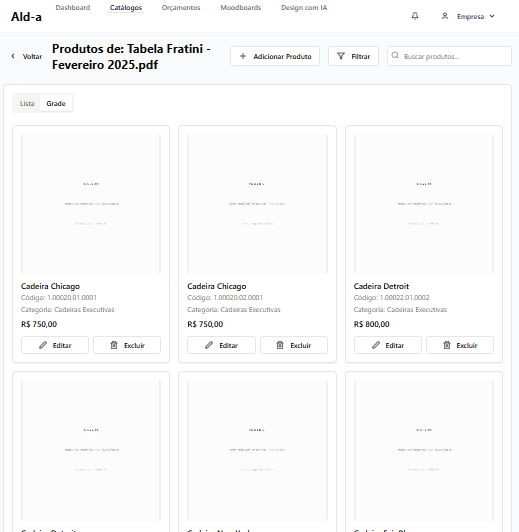 Ald-a
Dashboard
Catálogos
Orçamentos
Moodboards
Design com IA
Empresa
Voltar
Produtos de: Tabela Fratini -
Fevereiro 2025.pdf
Adicionar Produto
Filtrar
Buscar produtos...
Lista
Grade
Cadeira Chicago
Código: 1.00020.01.0001
Categoria: Cadeiras Executivas
R$ 750,00
Editar
Excluir
Cadeira Chicago
Código: 1.00020.02.0001
Categoria: Cadeiras Executivas
R$ 750,00
Editar
Excluir
Cadeira Detroit
Código: 1.00022.01.0002
Categoria: Cadeiras Executivas
R$ 800,00
Editar
Excluir